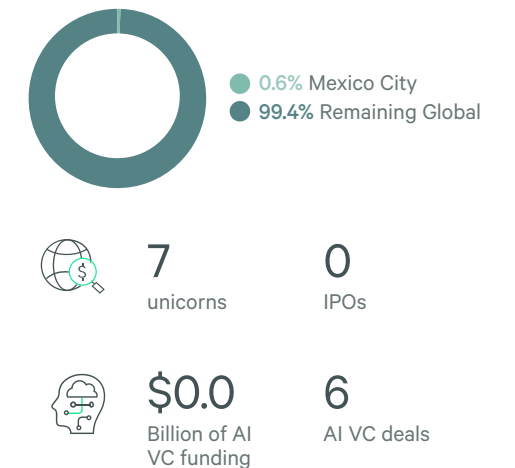 0.6% Mexico City
99.4% Remaining Global
$
7
unicorns
0
IPOs
$0.0
Billion of AI
VC funding
6
AI VC deals